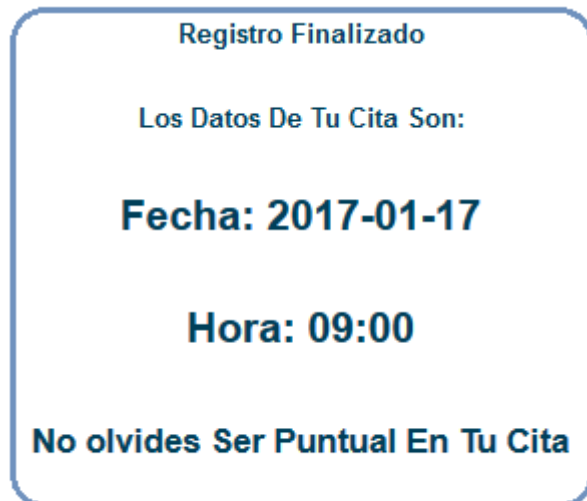 Registro Finalizado
Los Datos De Tu Cita Son:
Fecha: 2017-01-17
Hora: 09:00
No olvides Ser Puntual En Tu Cita